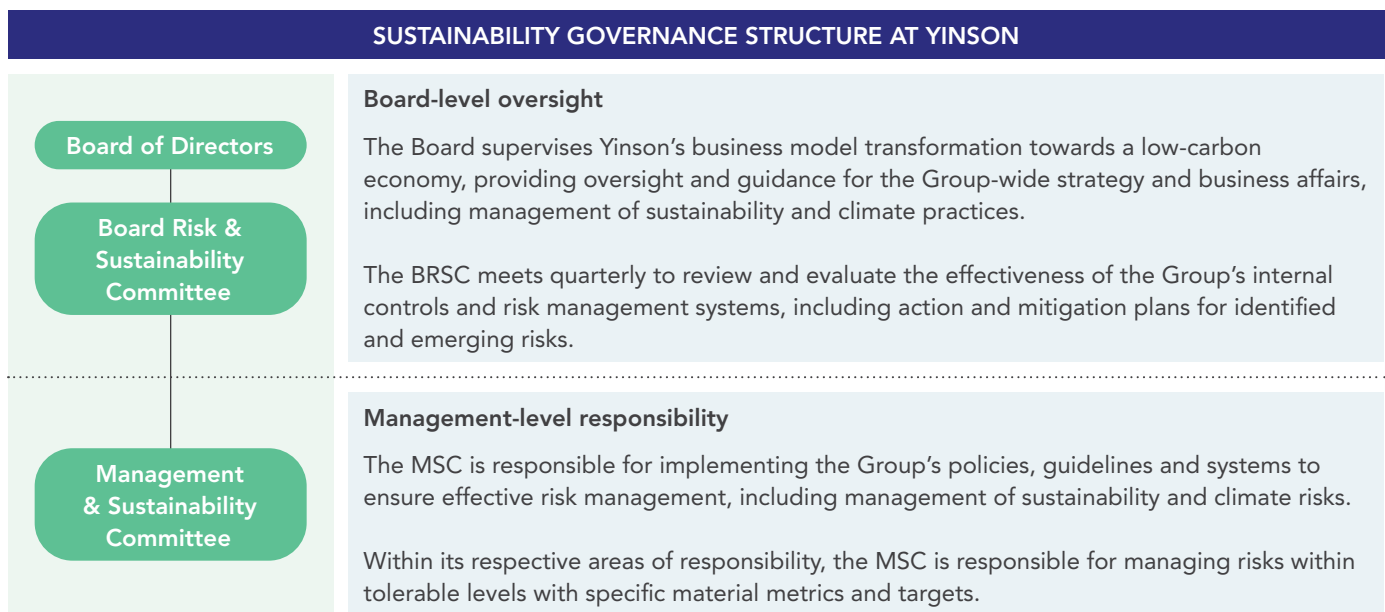 SUSTAINABILITY GOVERNANCE STRUCTURE AT YINSON
Board of Directors
Board Risk &
Sustainability
Committee
Board-level oversight
The Board supervises Yinson’s business model transformation towards a low-carbon
economy, providing oversight and guidance for the Group-wide strategy and business affairs,
including management of sustainability and climate practices.
The BRSC meets quarterly to review and evaluate the effectiveness of the Group’s internal
controls and risk management systems, including action and mitigation plans for identified
and emerging risks.
Management
& Sustainability
Committee
Management-level responsibility
The MSC is responsible for implementing the Group’s policies, guidelines and systems to
ensure effective risk management, including management of sustainability and climate risks.
Within its respective areas of responsibility, the MSC is responsible for managing risks within
tolerable levels with specific material metrics and targets.